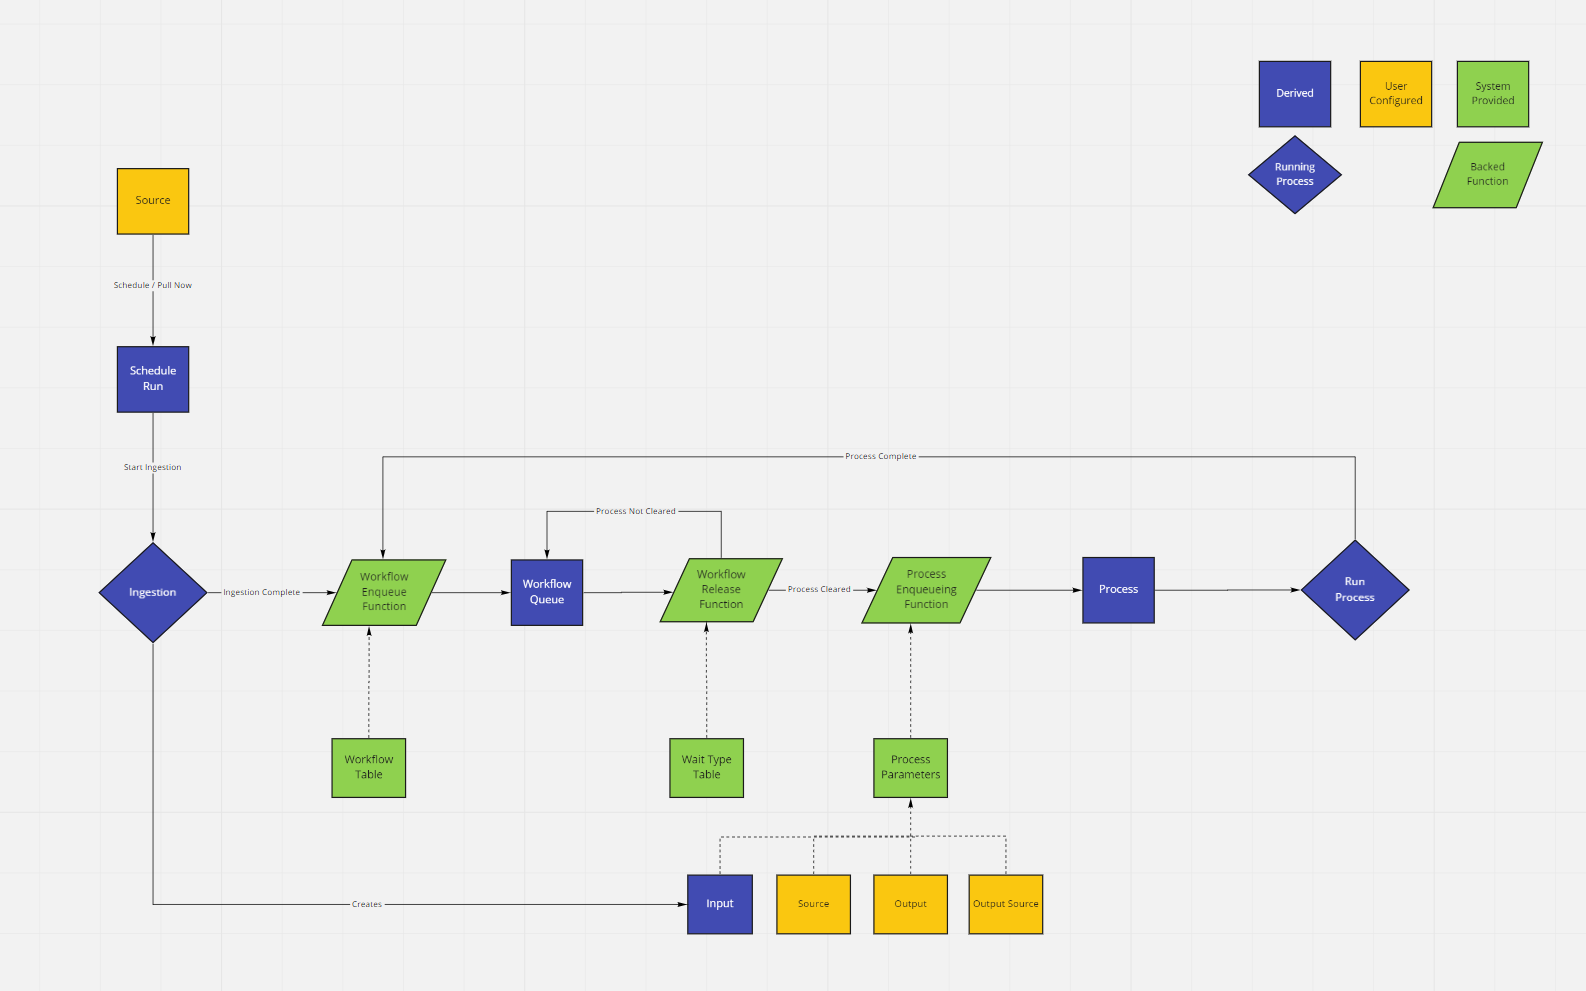 Derived
User
Configured
System
Provided
Running
Process
Backed
Function
Source
Schedule / Pull Now
Schedule
Run
Start Ingestion
Process Complete
Process Not Cleared
Ingestion
Ingestion Complete
Workflow
Enqueue
Function
Workflow
Queue
Workflow
Release
Function
Process Cleared
Process
Enqueueing
Function
Process
Run
Process
Workflow
Table
Wait Type
Table
Process
Parameters
Creates
Input
Source
Output
Output Source